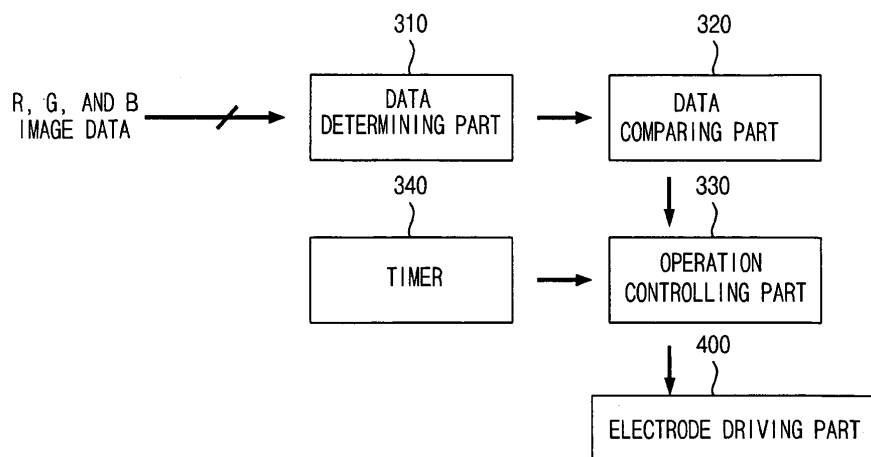 310
320
R, G, AND B
IMAGE DATA
DATA
DETERMINING PART
DATA
COMPARING PART
340
330
TIMER
OPERATION
CONTROLLING PART
400
ELECTRODE DRIVING PART